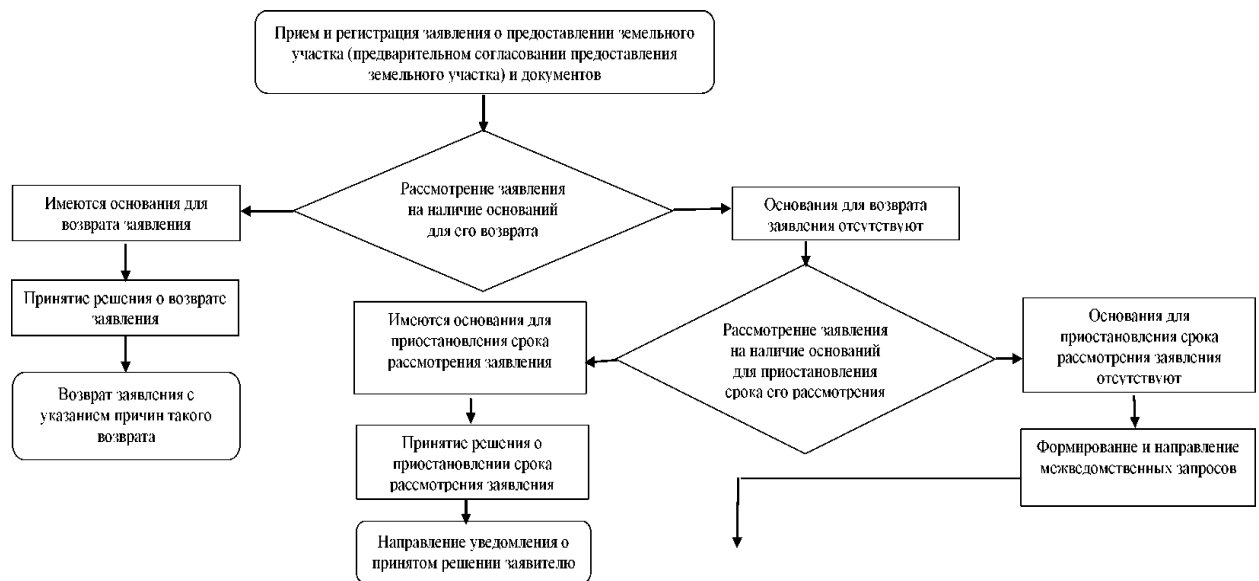 Прием и регистрация заявления о предоставлении земельного
участка (предварительном согласовании предоставления
земельного участка) и документов
Рассмотрение заявления
на наличие оснований
для его возврата
Имеются основания для
возврата заявления
Основания для возврата
заявления отсутствуют
Принятие решения о возврате
заявления
Возврат заявления с
указанием причин такого
возврата
Имеются основания для
приостановления срока
рассмотрения заявления
Рассмотрение заявления
на наличие оснований
для приостановления
срока его рассмотрения
Основания для
приостановления срока
рассмотрения заявления
отсутствуют
Принятие решения о
приостановлении срока
рассмотрения заявления
Формирование и направление
межведомственных запросов
Направление уведомления о
принятом решении заявителю